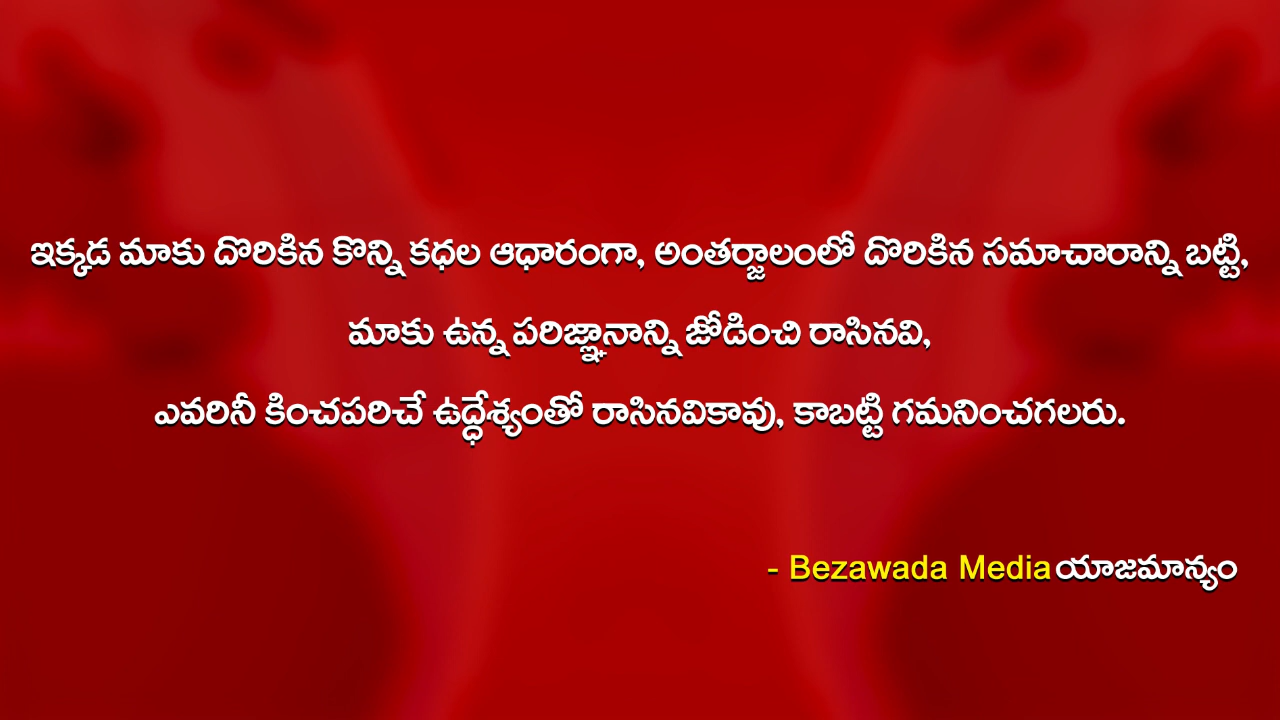 ఇక్కడ మాకు దొరికిన కొన్ని కధల ఆధారంగా, అంతర్జాలంలో దొరికిన సమాచారాన్ని బట్టి,
మాకు ఉన్న పరిజ్ఞానాన్ని జోడించి రాసినవి,
ఎవరినీ కించపరిచే ఉద్ధేశ్యంతో రాసినవికావు, కాబట్టి గమనించగలరు.
- Bezawada Media యాజమాన్యం